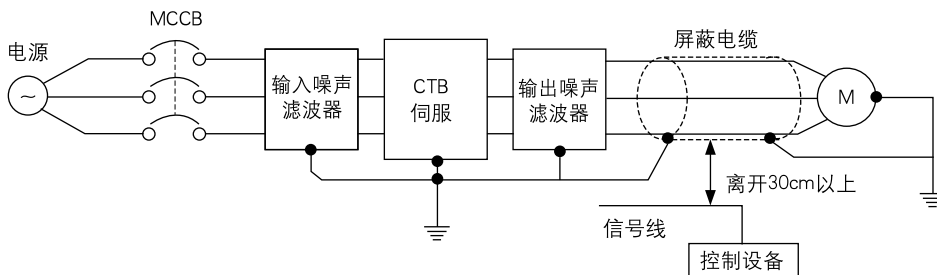 MCCB
电源
屏蔽电缆
输入噪声
滤波器
CTB
伺服
输出噪声
滤波器
M
离开30cm以上
信号线
控制设备